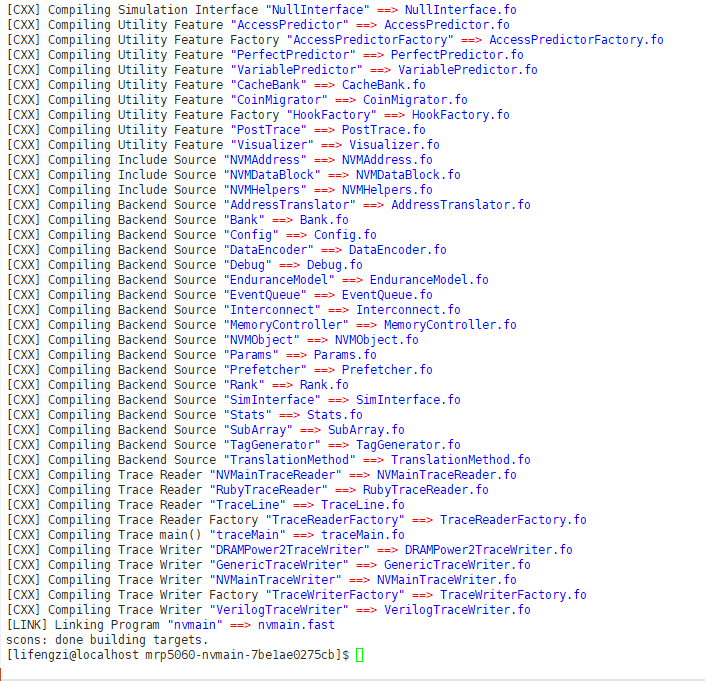 [CXX] Compiling Simulation Interface "NullInterface" ==> NullInterface.fo
[CXX] Compiling Utility Feature "AccessPredictor" ==> AccessPredictor.fo
[CXX] Compiling Utility Feature Factory "AccessPredictorFactory" ==> AccessPredictorFactory.fo
[CXX] Compiling Utility Feature "PerfectPredictor" ==> PerfectPredictor.fo
[CXX] Compiling Utility Feature "VariablePredictor" ==> VariablePredictor.fo
[CXX] Compiling Utility Feature "CacheBank" ==> CacheBank.fo
[CXX] Compiling Utility Feature "CoinMigrator" ==> CoinMigrator.fo
[CXX] Compiling Utility Feature Factory "HookFactory" ==> HookFactory.fo
[CXX] Compiling Utility Feature "PostTrace" ==> PostTrace.fo
[CXX] Compiling Utility Feature "Visualizer" ==> Visualizer.fo
[CXX] Compiling Include Source "NVMAddress" ==> NVMAddress.fo
[CXX] Compiling Include Source "NVMDataBlock" ==> NVMDataBlock.fo
[CXX] Compiling Include Source "NVMHelpers" ==> NVMHelpers.fo
[CXX] Compiling Backend Source "AddressTranslator" ==> AddressTranslator.fo
[CXX] Compiling Backend Source "Bank" ==> Bank.fo
[CXX] Compiling Backend Source "Config" ==> Config.fo
[CXX] Compiling Backend Source "DataEncoder" ==> DataEncoder.fo
[CXX] Compiling Backend Source "Debug" ==> Debug.fo
[CXX] Compiling Backend Source "EnduranceModel" ==> EnduranceModel.fo
[CXX] Compiling Backend Source "EventQueue" ==> EventQueue.fo
[CXX] Compiling Backend Source "Interconnect" ==> Interconnect.fo
[CXX] Compiling Backend Source "MemoryController" ==> MemoryController.fo
[CXX] Compiling Backend Source "NVMObject" ==> NVMObject.fo
[CXX] Compiling Backend Source "Params" ==> Params.fo
[CXX] Compiling Backend Source "Prefetcher" ==> Prefetcher.fo
[CXX] Compiling Backend Source "Rank" ==> Rank.fo
[CXX] Compiling Backend Source "SimInterface" ==> SimInterface.fo
[CXX] Compiling Backend Source "Stats" ==> Stats.fo
[CXX] Compiling Backend Source "SubArray" ==> SubArray.fo
[CXX] Compiling Backend Source "TagGenerator" ==> TagGenerator.fo
[CXX] Compiling Backend Source "TranslationMethod" ==> TranslationMethod.fo
[CXX] Compiling Trace Reader "NVMainTraceReader" ==> NVMainTraceReader.fo
[CXX] Compiling Trace Reader "RubyTraceReader" ==> RubyTraceReader.fo
[CXX] Compiling Trace Reader "TraceLine" ==> TraceLine.fo
[CXX] Compiling Trace Reader Factory "TraceReaderFactory" ==> TraceReaderFactory.fo
[CXX] Compiling Trace main() "traceMain" ==> traceMain.fo
[CXX] Compiling Trace Writer "DRAMPower2TraceWriter" ==> DRAMPower2TraceWriter.fo
[CXX] Compiling Trace Writer "GenericTraceWriter" ==> GenericTraceWriter.fo
[CXX] Compiling Trace Writer "NVMainTraceWriter" ==> NVMainTraceWriter.fo
[CXX] Compiling Trace Writer Factory "TraceWriterFactory" ==> TraceWriterFactory.fo
[CXX] Compiling Trace Writer "VerilogTraceWriter" ==> VerilogTraceWriter.fo
[LINK] Linking Program "nvmain" ==> nvmain.fast
scons: done building targets.
[lifengzi@localhost mrp5060-nvmain-7be1ae0275cb]$